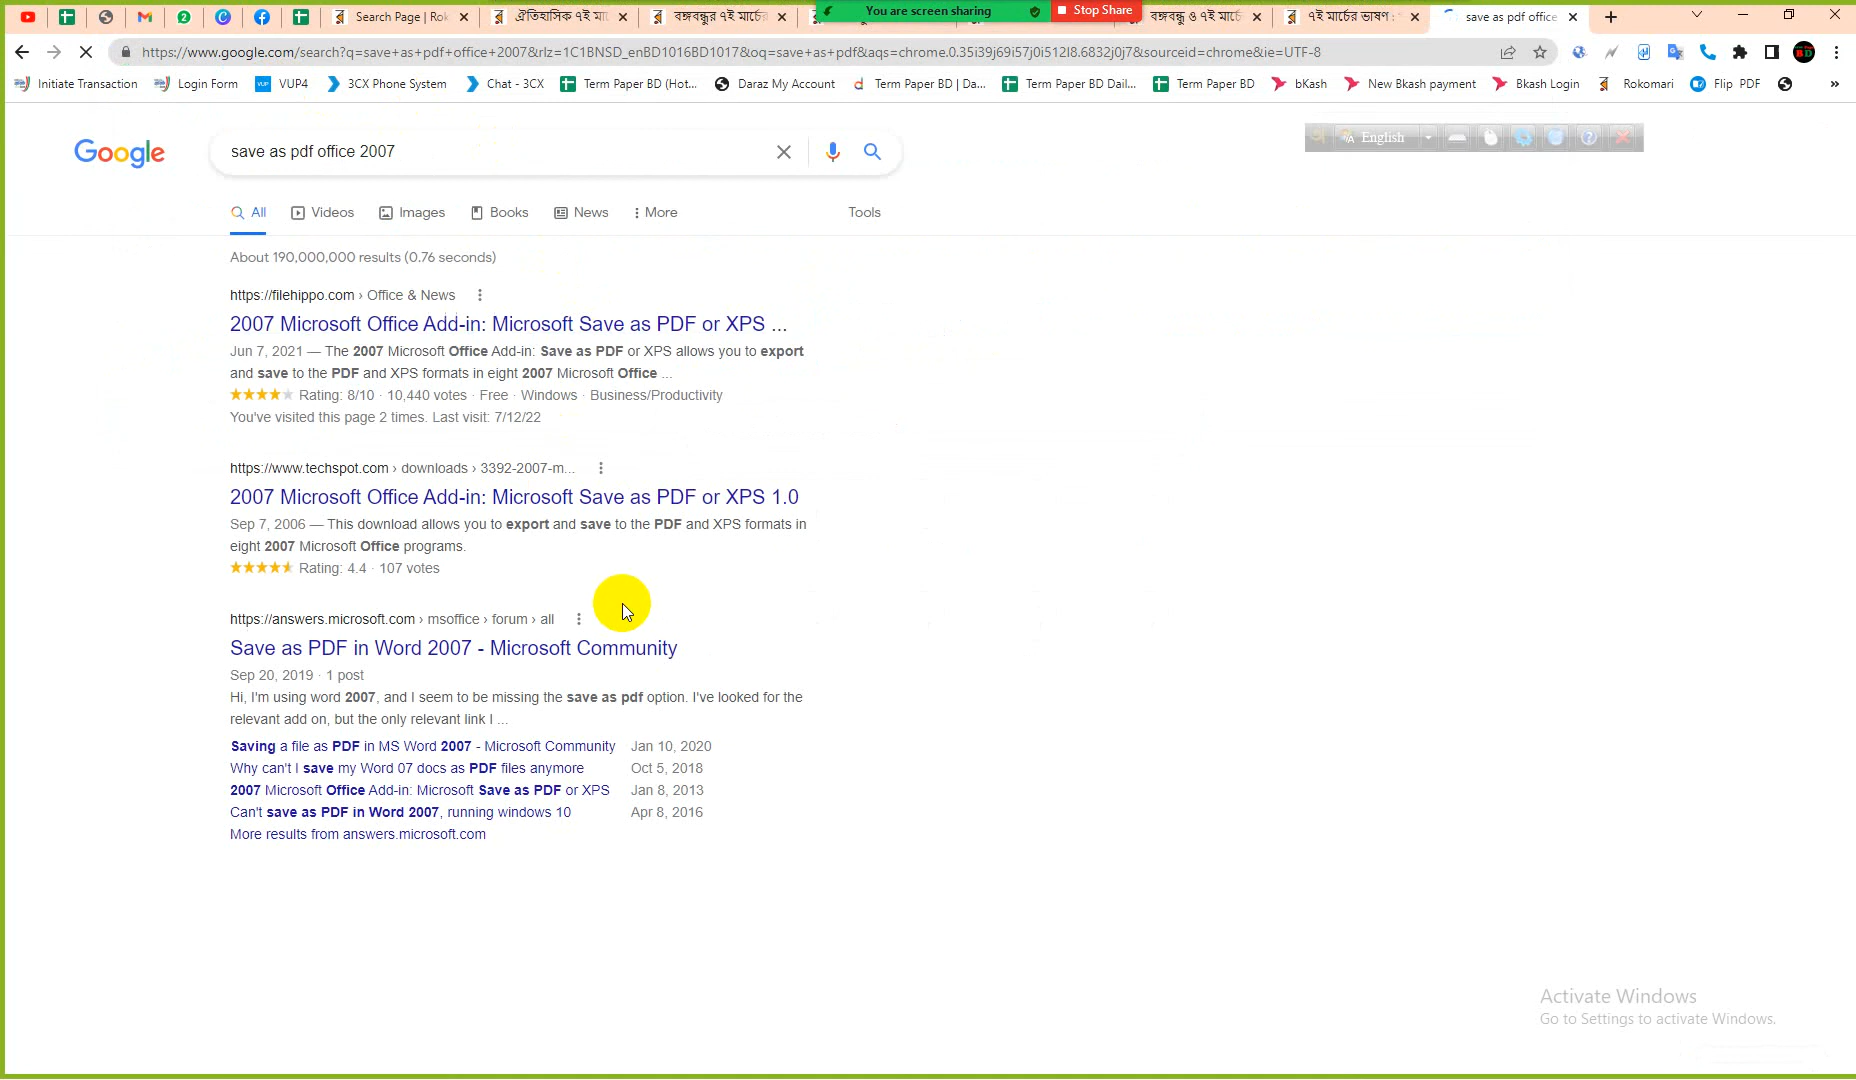 Search Page | Rok
ঐতিহাসিক ৭ই মা
বঙ্গবন্ধুর ৭ই মার্চের
You are screen sharing
Stop Share
বঙ্গবন্ধু ও ৭ই মার্চে
৭ই মার্চের ভাষণ :
save as pdf office
https://www.google.com/search?q=save+as+pdf+office+2007&rlz=1C1BNSD_enBD1016BD1017&oq=save+as+pdf&aqs=chrome.0.35i39j69i57j0i512l8.6832j0j7&sourceid=chrome&ie=UTF-8
Initiate Transaction
Login Form
VUP4
3CX Phone System
Chat - 3CX
Term Paper BD (Hot...
Daraz My Account
Term Paper BD | Da...
Term Paper BD Dail...
Term Paper BD
bKash
New Bkash payment
Bkash Login
Rokomari
Flip PDF
Google
save as pdf office 2007
English
All
Videos
Images
Books
News
More
Tools
About 190,000,000 results (0.76 seconds)
https://filehippo.com › Office & News
2007 Microsoft Office Add-in: Microsoft Save as PDF or XPS ...
Jun 7, 2021 — The 2007 Microsoft Office Add-in: Save as PDF or XPS allows you to export
and save to the PDF and XPS formats in eight 2007 Microsoft Office ...
Rating: 8/10 · 10,440 votes · Free · Windows · Business/Productivity
You've visited this page 2 times. Last visit: 7/12/22
https://www.techspot.com › downloads › 3392-2007-m...
2007 Microsoft Office Add-in: Microsoft Save as PDF or XPS 1.0
Sep 7, 2006 — This download allows you to export and save to the PDF and XPS formats in
eight 2007 Microsoft Office programs.
Rating: 4.4 · 107 votes
https://answers.microsoft.com › msoffice › forum › all
Save as PDF in Word 2007 - Microsoft Community
Sep 20, 2019 · 1 post
Hi, I'm using word 2007, and I seem to be missing the save as pdf option. I've looked for the
relevant add on, but the only relevant link I ...
Saving a file as PDF in MS Word 2007 - Microsoft Community Jan 10, 2020
Why can't I save my Word 07 docs as PDF files anymore Oct 5, 2018
2007 Microsoft Office Add-in: Microsoft Save as PDF or XPS Jan 8, 2013
Can't save as PDF in Word 2007, running windows 10 Apr 8, 2016
More results from answers.microsoft.com
Activate Windows
Go to Settings to activate Windows.